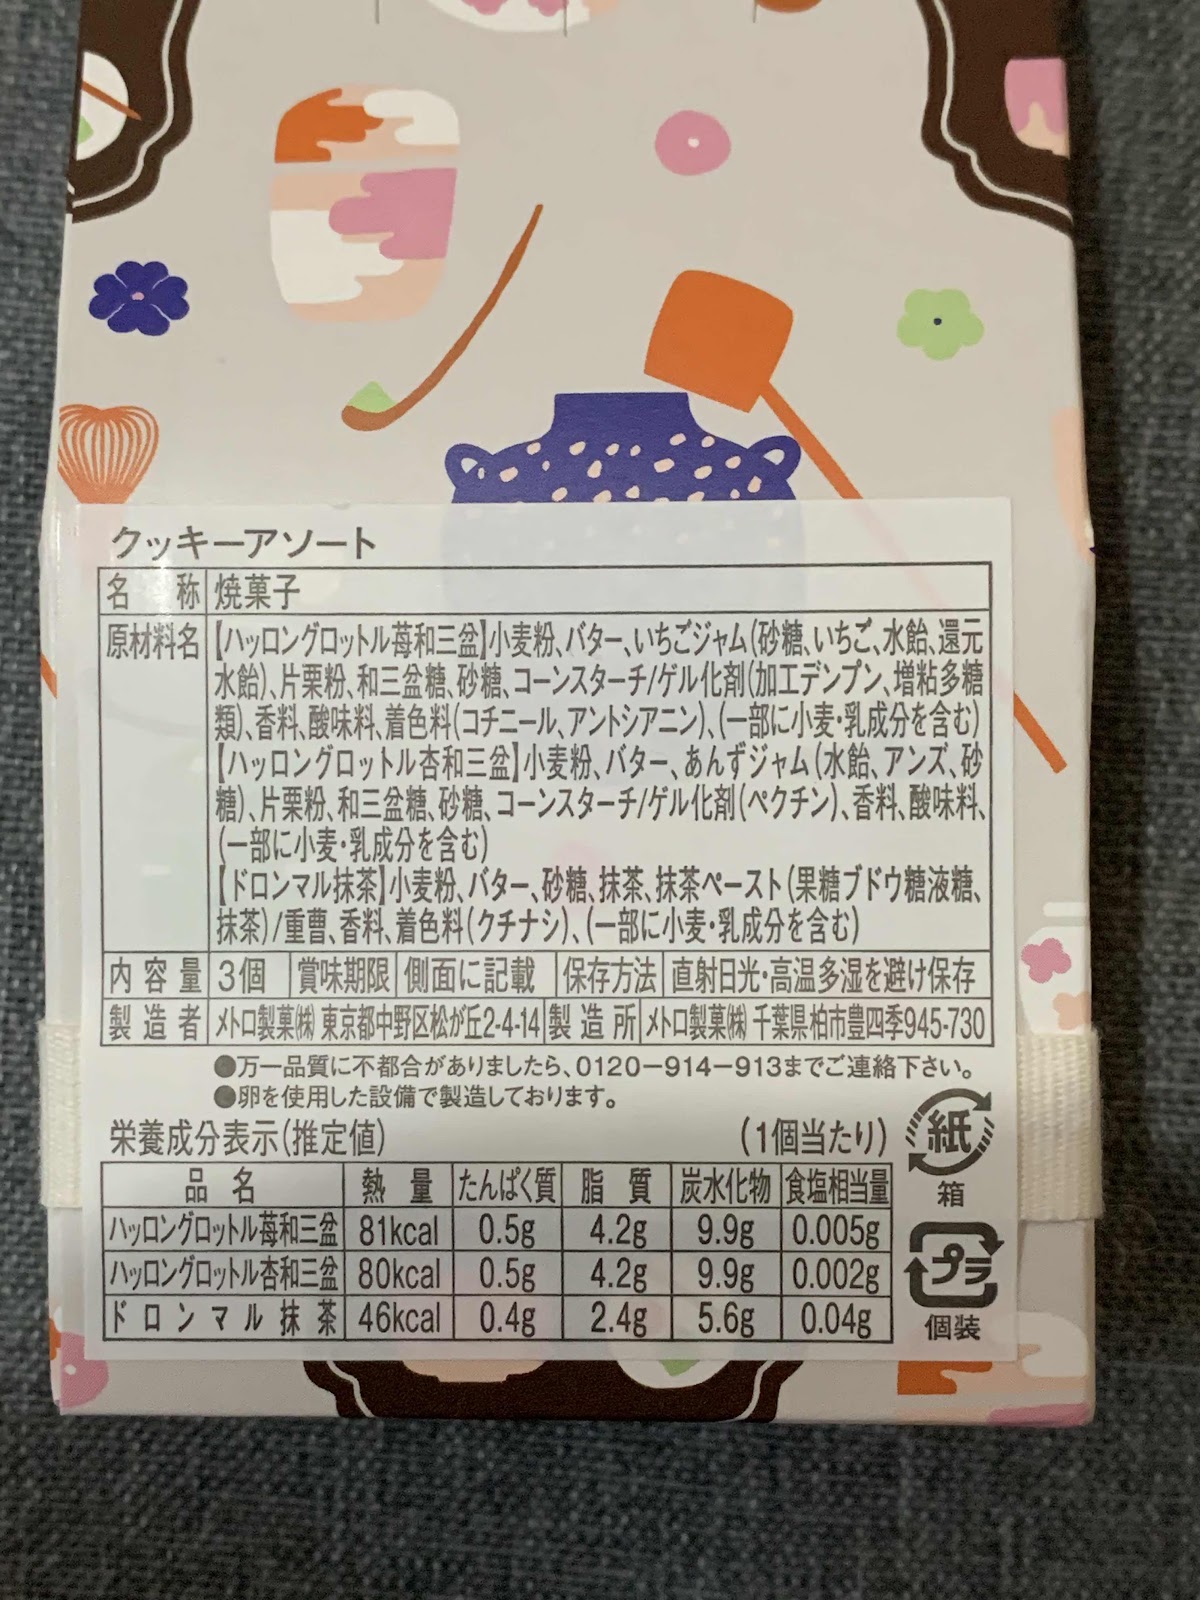 クッキーアソート
名称 焼菓子
原材料名 【ハッロングロットル苺和三盆】小麦粉、バター、いちごジャム(砂糖、いちご、水飴、還元
水飴)、片栗粉、和三盆糖、砂糖、コーンスターチ/ゲル化剤(加工デンプン、増粘多糖
類)、香料、酸味料、着色料(コチニール、アントシアニン)、(一部に小麦・乳成分を含む)
【ハッロングロットル杏和三盆】小麦粉、バター、あんずジャム(水飴、アンズ、砂
糖)、片栗粉、和三盆糖、砂糖、コーンスターチ/ゲル化剤(ペクチン)、香料、酸味料、
(一部に小麦・乳成分を含む)
【ドロンマル抹茶】小麦粉、バター、砂糖、抹茶、抹茶ペースト(果糖ブドウ糖液糖、
抹茶)/重曹、香料、着色料(クチナシ)、(一部に小麦・乳成分を含む)
内容量 3個 賞味期限 側面に記載 保存方法 直射日光・高温多湿を避け保存
製造者 メトロ製菓㈱ 東京都中野区松が丘2-4-14 製造所 メトロ製菓㈱ 千葉県柏市豊四季945-730
●万一品質に不都合がありましたら、0120-914-913までご連絡下さい。
●卵を使用した設備で製造しております。
栄養成分表示(推定値) (1個当たり)
品名 熱量 たんぱく質 脂質 炭水化物 食塩相当量
ハッロングロットル苺和三盆 81kcal 0.5g 4.2g 9.9g 0.005g
ハッロングロットル杏和三盆 80kcal 0.5g 4.2g 9.9g 0.002g
ドロンマル抹茶 46kcal 0.4g 2.4g 5.6g 0.04g
紙
箱
プラ
個装